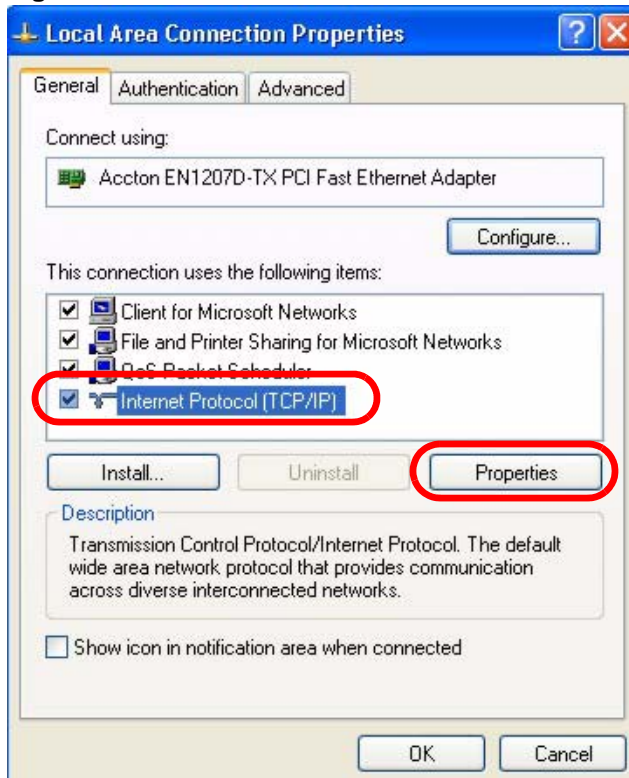 Local Area Connection Properties
General Authentication Advanced
Connect using:
Accton EN1207D-TX PCI Fast Ethernet Adapter
Configure...
This connection uses the following items:
Client for Microsoft Networks
File and Printer Sharing for Microsoft Networks
QoS Packet Scheduler
Internet Protocol (TCP/IP)
Install... Uninstall Properties
Description
Transmission Control Protocol/Internet Protocol. The default
wide area network protocol that provides communication
across diverse interconnected networks.
Show icon in notification area when connected
OK Cancel